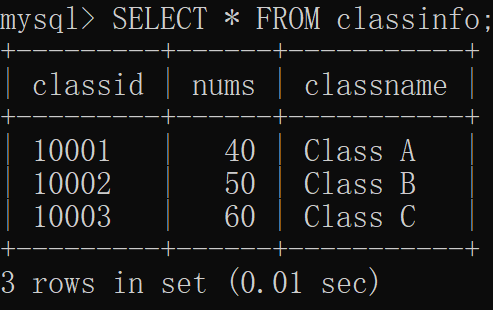 mysql> SELECT * FROM classinfo;
+---------+------+-----------+
| classid | nums | classname |
+---------+------+-----------+
| 10001   |   40 | Class A   |
| 10002   |   50 | Class B   |
| 10003   |   60 | Class C   |
+---------+------+-----------+
3 rows in set (0.01 sec)